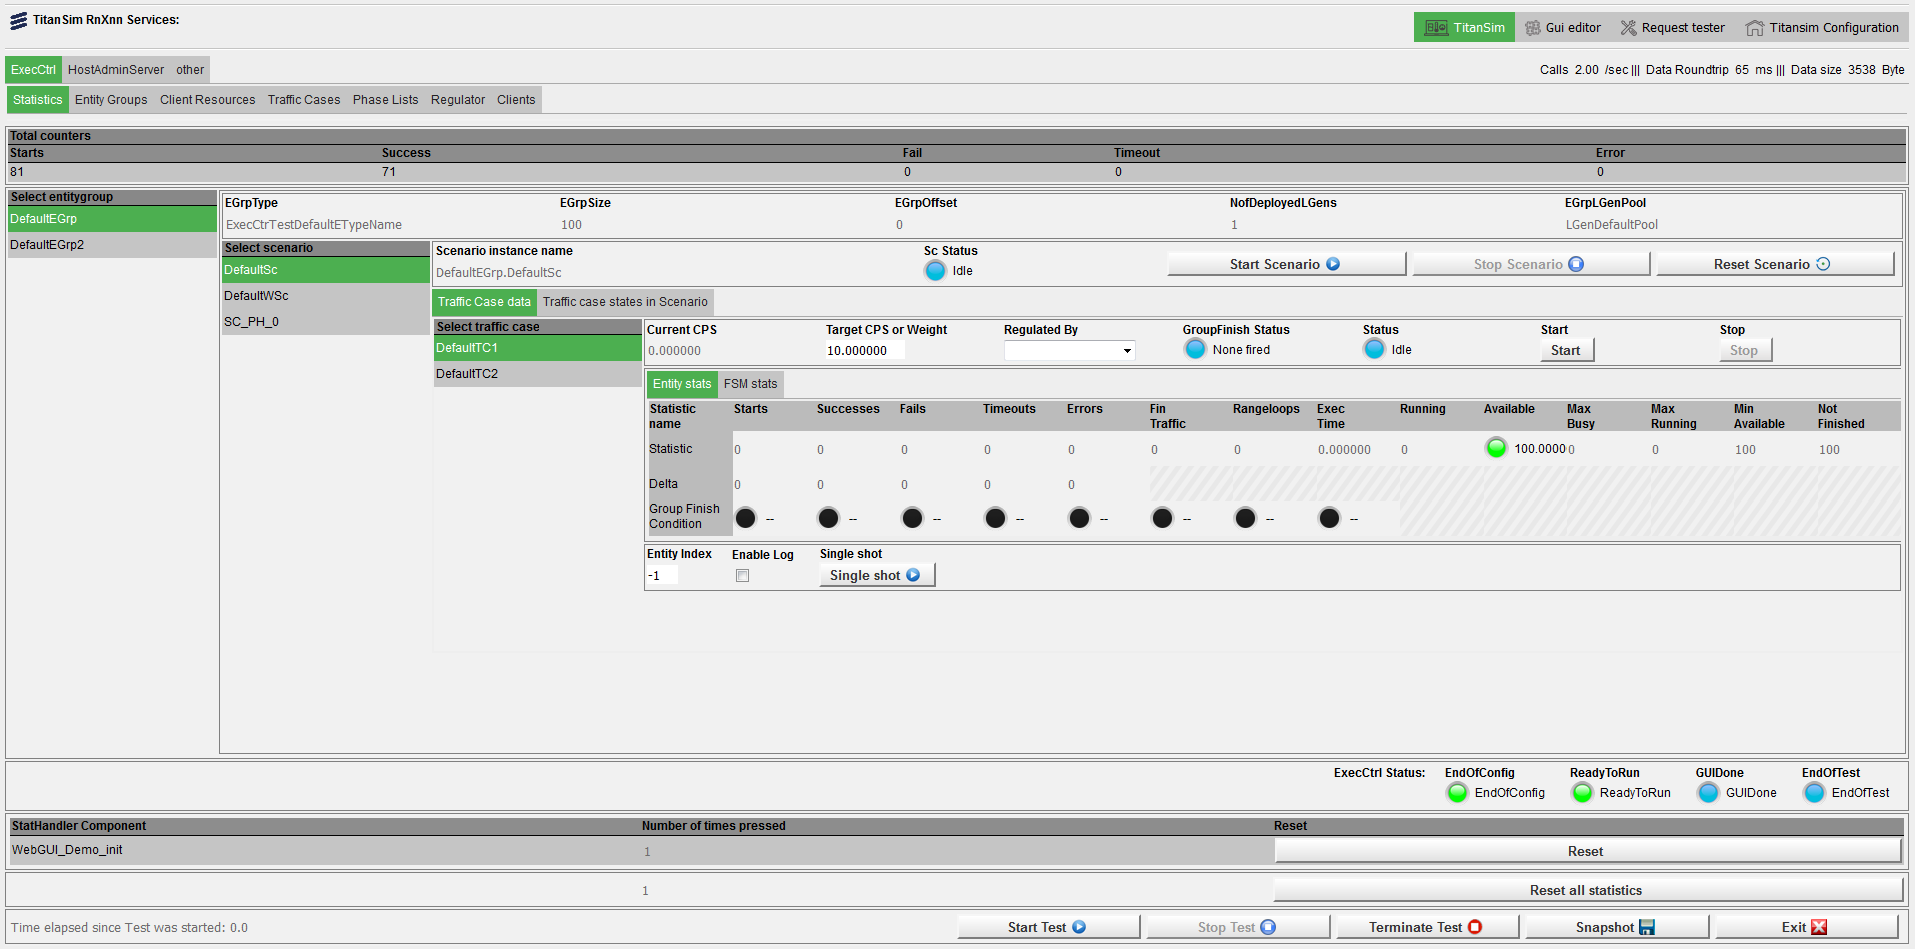 TitanSim RnXnn Services:
TitanSim Gui editor Request tester Titansim Configuration
ExecCtrl HostAdminServer other
Calls 2.00 /sec ||| Data Roundtrip 65 ms ||| Data size 3538 Byte
Statistics Entity Groups Client Resources Traffic Cases Phase Lists Regulator Clients
Total counters
Starts Success Fail Timeout Error
81 71 0 0 0
Select entitygroup
DefaultEGrp
DefaultEGrp2
EGrpType EGrpSize EGrpOffset NofDeployedLGens EGrpLGenPool
ExecCtrTestDefaultETypeName 100 0 1 LGenDefaultPool
Select scenario
DefaultSc
DefaultWSc
SC_PH_0
Scenario instance name Sc Status
DefaultEGrp.DefaultSc Idle
Start Scenario Stop Scenario Reset Scenario
Traffic Case data Traffic case states in Scenario
Select traffic case
DefaultTC1
DefaultTC2
Current CPS Target CPS or Weight Regulated By GroupFinish Status Status Start Stop
0.000000 10.000000 None fired Idle Start Stop
Entity stats FSM stats
Statistic name Starts Successes Fails Timeouts Errors Fin Traffic Rangeloops Exec Time Running Available Max Busy Max Running Min Available Not Finished
Statistic 0 0 0 0 0 0 0 0.000000 0 100.0000 0 0 100 100
Delta 0 0 0 0 0
Group Finish Condition -- -- -- -- -- -- -- --
Entity Index Enable Log Single shot
-1 Single shot
ExecCtrl Status: EndOfConfig ReadyToRun GUIDone EndOfTest
EndOfConfig ReadyToRun GUIDone EndOfTest
StatHandler Component Number of times pressed Reset
WebGUI_Demo_init 1 Reset
1 Reset all statistics
Time elapsed since Test was started: 0.0
Start Test Stop Test Terminate Test Snapshot Exit